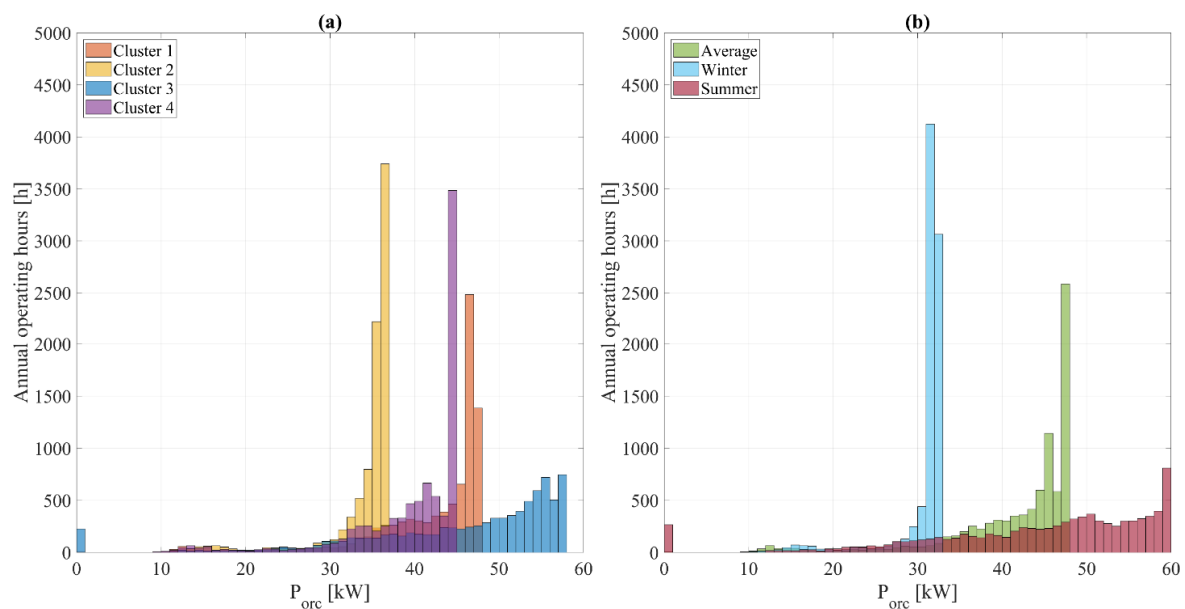 (a)
5000
4500
4000
3500
3000
2500
2000
1500
1000
500
0
Annual operating hours [h]
Cluster 1
Cluster 2
Cluster 3
Cluster 4
0 10 20 30 40 50 60
P_orc [kW]
(b)
5000
4500
4000
3500
3000
2500
2000
1500
1000
500
0
Annual operating hours [h]
Average
Winter
Summer
0 10 20 30 40 50 60
P_orc [kW]